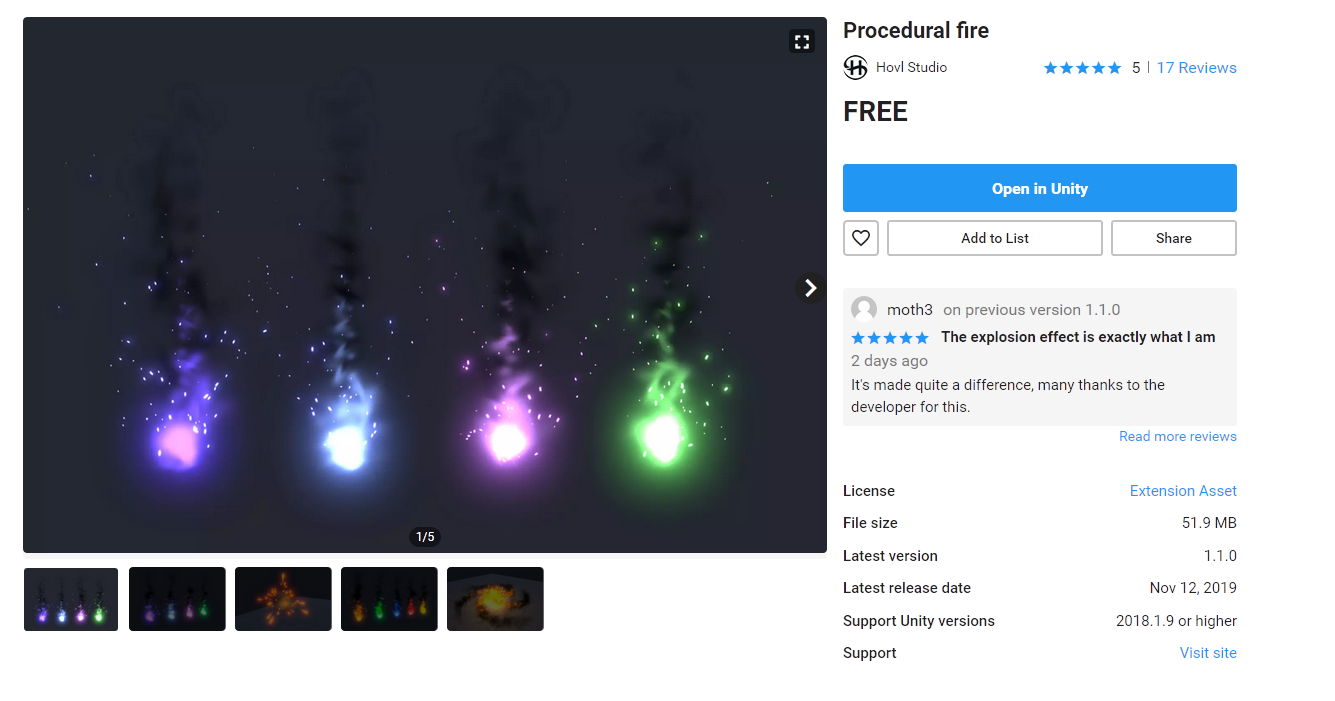 Procedural fire
Hovl Studio
5 | 17 Reviews
FREE
Open in Unity
Add to List
Share
moth3 on previous version 1.1.0
The explosion effect is exactly what I am
2 days ago
It's made quite a difference, many thanks to the
developer for this.
Read more reviews
1/5
License Extension Asset
File size 51.9 MB
Latest version 1.1.0
Latest release date Nov 12, 2019
Support Unity versions 2018.1.9 or higher
Support Visit site